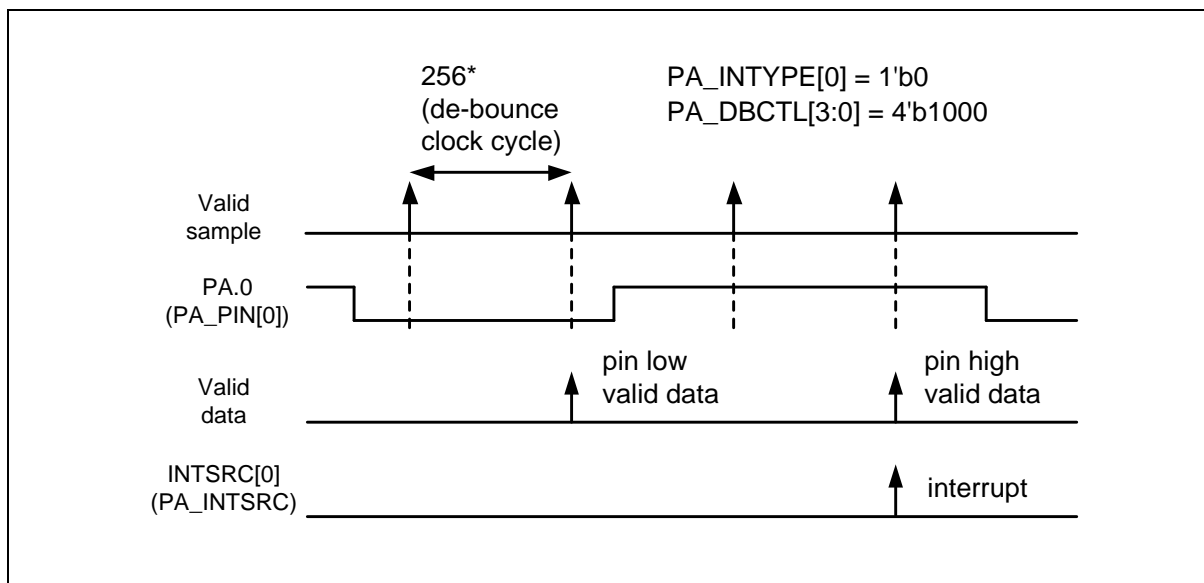 256*
(de-bounce
clock cycle)
PA_INTYPE[0] = 1'b0
PA_DBCTL[3:0] = 4'b1000
Valid
sample
PA.0
(PA_PIN[0])
Valid
data
pin low
valid data
pin high
valid data
INTSRC[0]
(PA_INTSRC)
interrupt